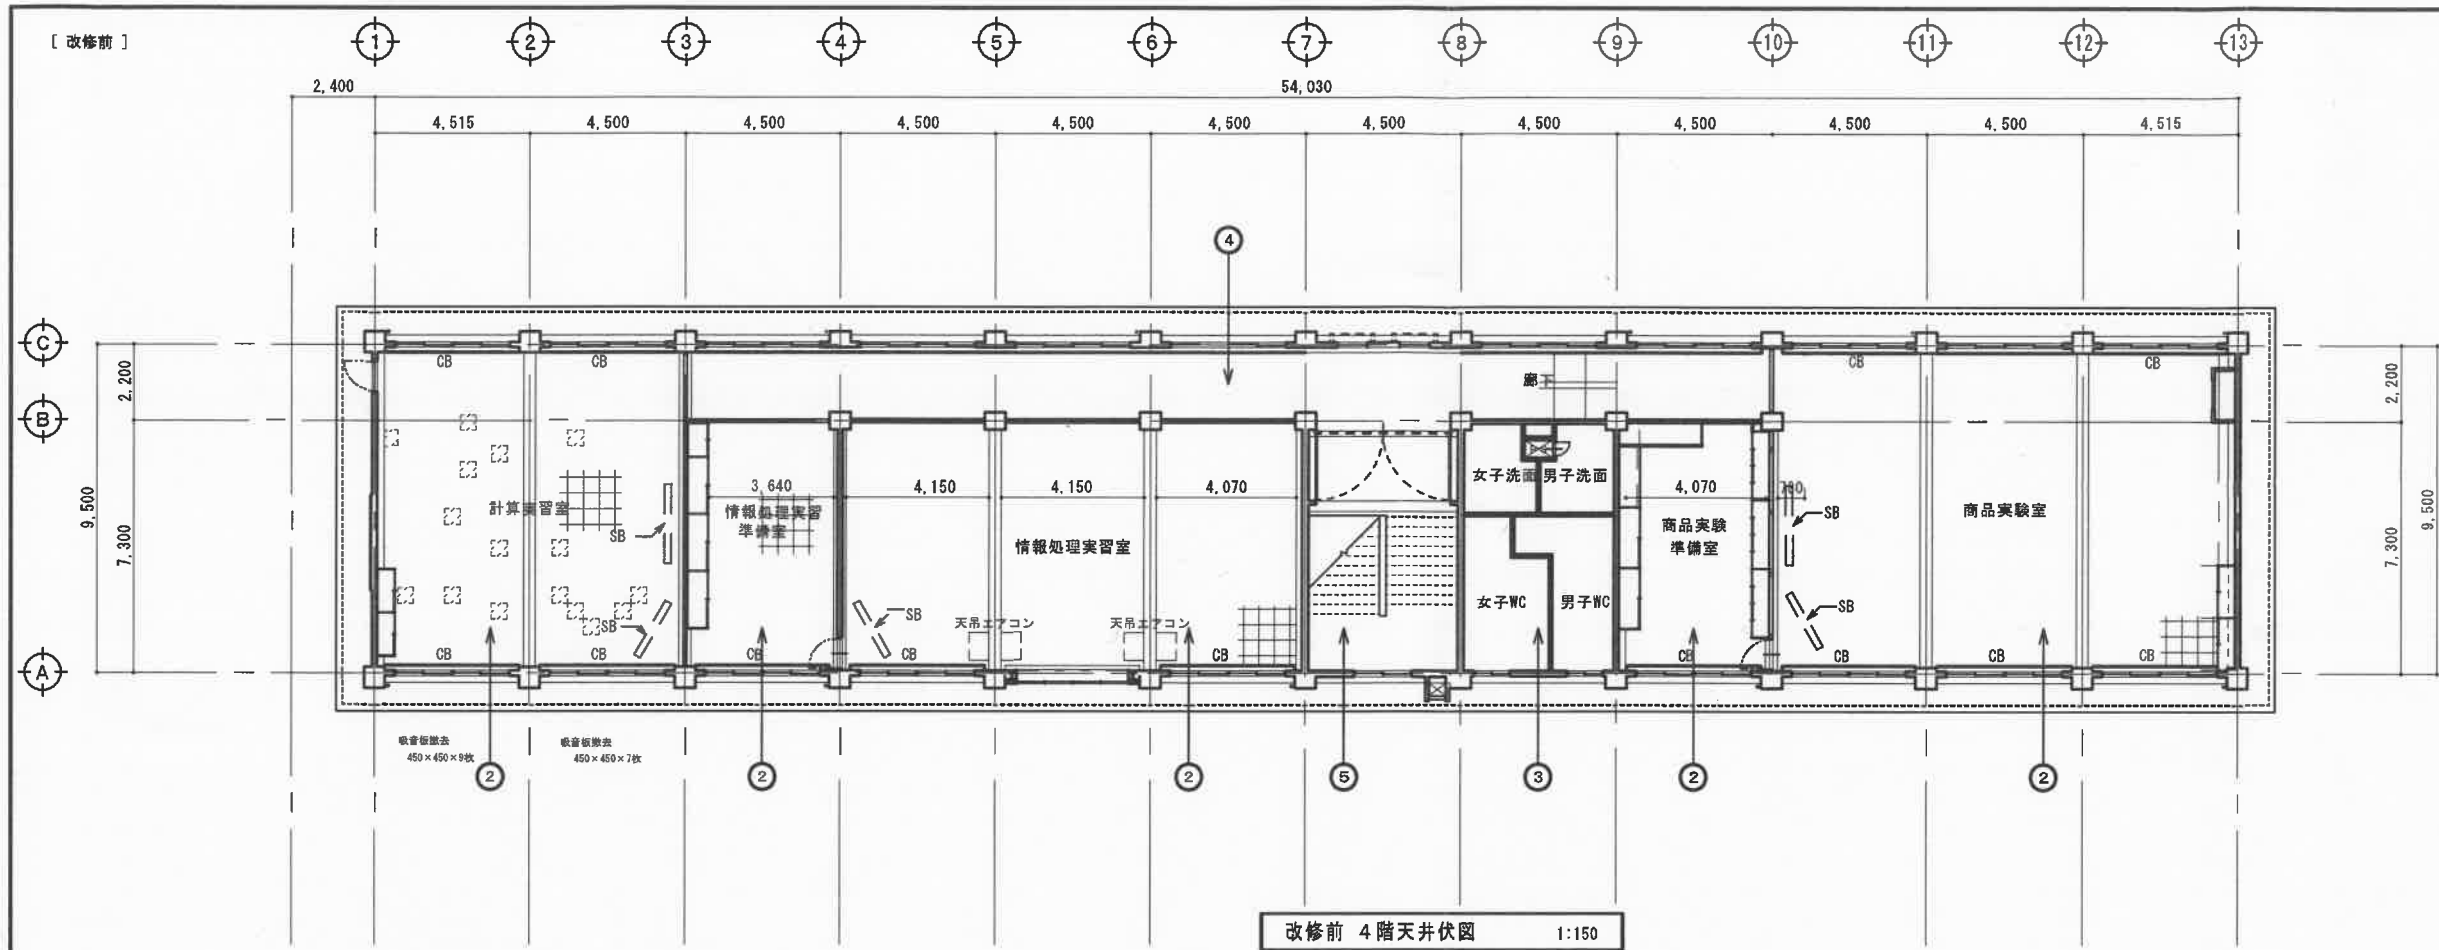 [ 改修前 ]
1 2 3 4 5 6 7 8 9 10 11 12 13
2,400 54,030
4,515 4,500 4,500 4,500 4,500 4,500 4,500 4,500 4,500 4,500 4,500 4,515
4
C
CB CB CB CB
2,200 廊下 2,200
B
9,500 9,500
女子洗面 男子洗面
3,640 4,150 4,150 4,070 4,070
計算実習室 情報処理実習
準備室
商品実験室
SB SB
商品実験
準備室
7,300 情報処理実習室 7,300
女子WC 男子WC
SB SB SB
天吊エアコン 天吊エアコン
CB CB CB CB CB CB CB CB CB
A
吸音板撤去
450×450×9枚
吸音板撤去
450×450×7枚
2 2 2 5 3 2 2
改修前 4階天井伏図 1:150